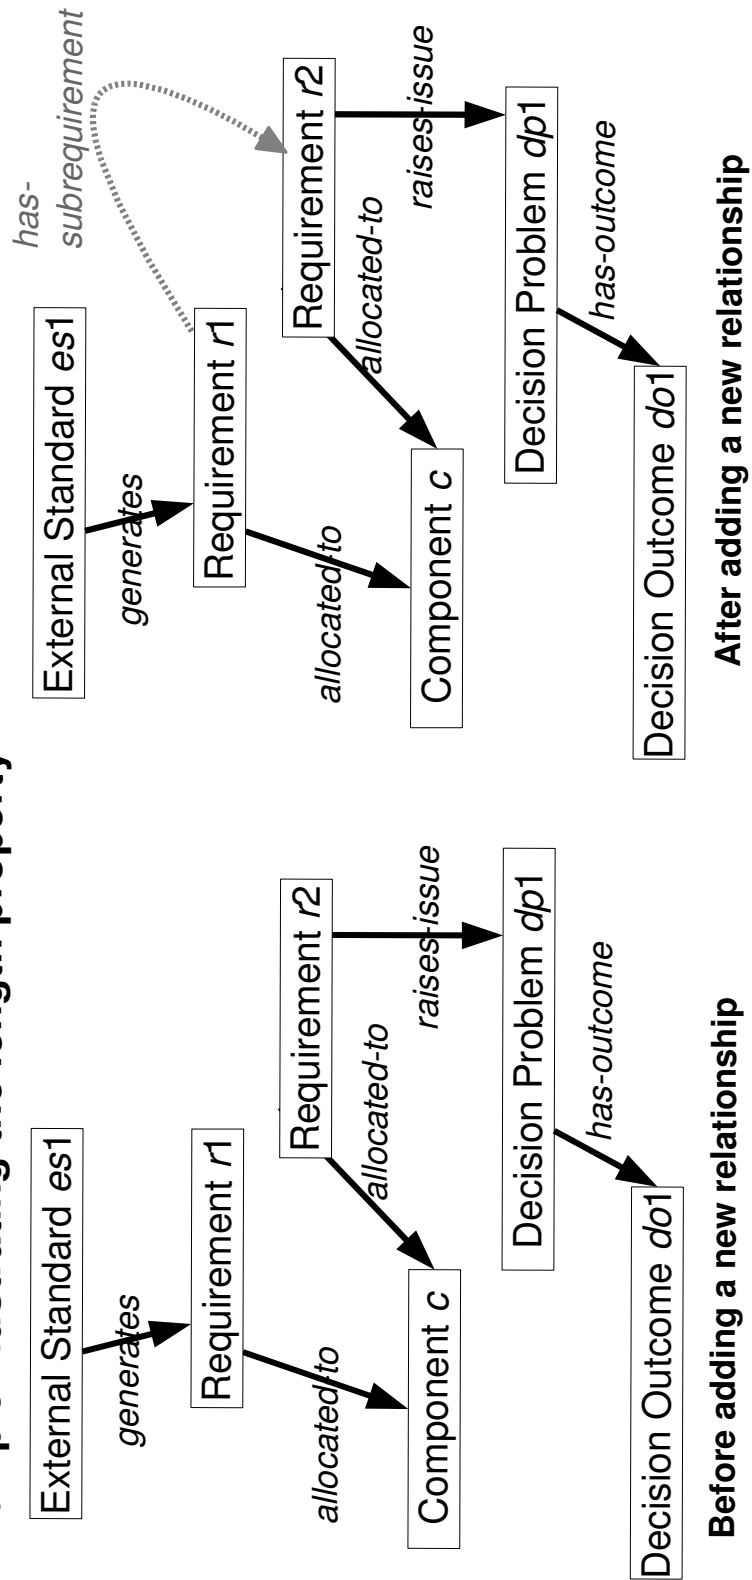 length property
External Standard es1
generates
Requirement r1
Requirement r2
allocated-to
allocated-to
raises-issue
Component c
Decision Problem dp1
has-outcome
Decision Outcome do1
Before adding a new relationship
has-
subrequirement
External Standard es1
generates
Requirement r1
Requirement r2
allocated-to
allocated-to
raises-issue
Component c
Decision Problem dp1
has-outcome
Decision Outcome do1
After adding a new relationship